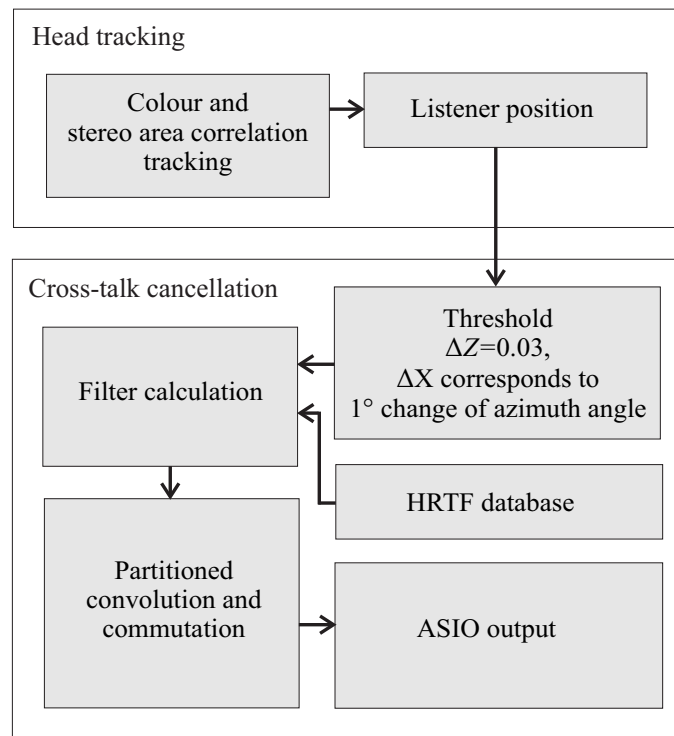 Head tracking
Colour and
stereo area correlation
tracking
Listener position
Cross-talk cancellation
Threshold
ΔZ=0.03,
ΔX corresponds to
1° change of azimuth angle
Filter calculation
HRTF database
Partitioned
convolution and
commutation
ASIO output